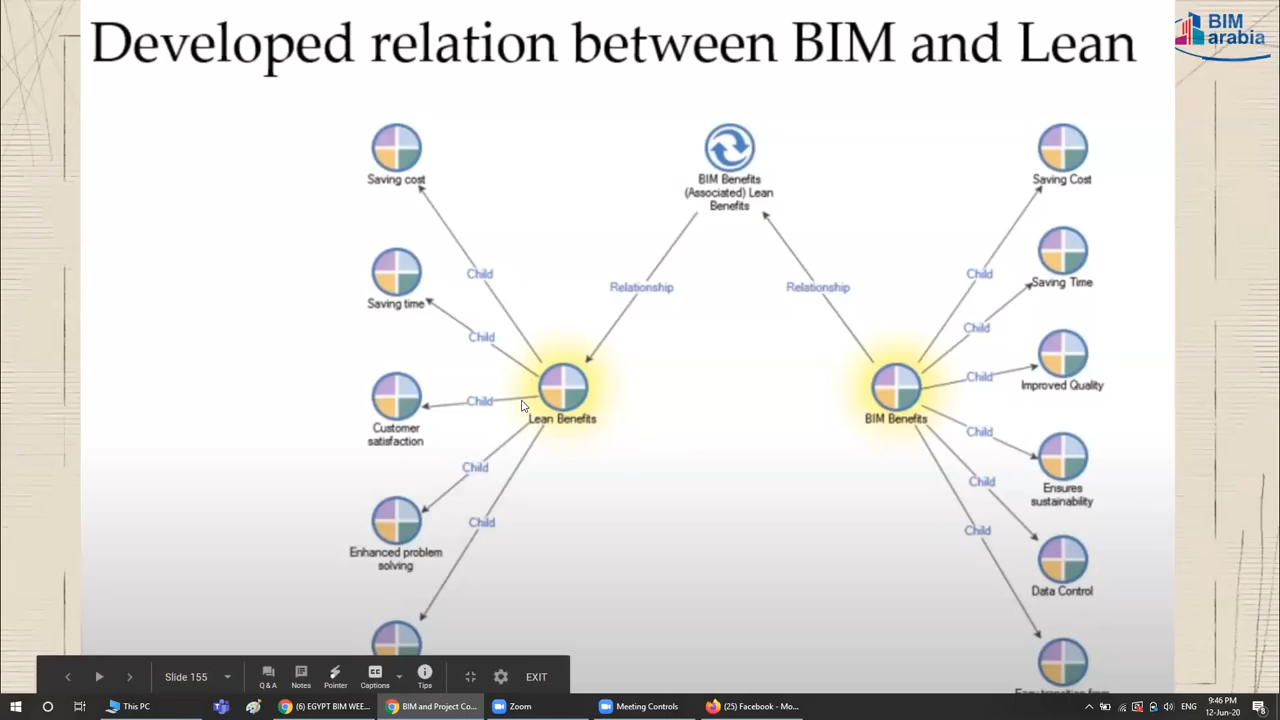 Developed relation between BIM and Lean
BIM
arabia
Saving cost
BIM Benefits
(Associated) Lean
Benefits
Saving Cost
Child
Child
Saving Time
Relationship
Relationship
Saving time
Child
Child
Improved Quality
Child
Child
Customer
satisfaction
Lean Benefits
BIM Benefits
Child
Child
Ensures
sustainability
Child
Child
Enhanced problem
solving
Child
Child
Data Control
Slide 155
Q & A
Notes
Pointer
Captions
Tips
EXIT
This PC
(6) EGYPT BIM WEE...
BIM and Project Co...
Zoom
Meeting Controls
(25) Facebook - Mo...
ENG
9:46 PM
12-Jun-20